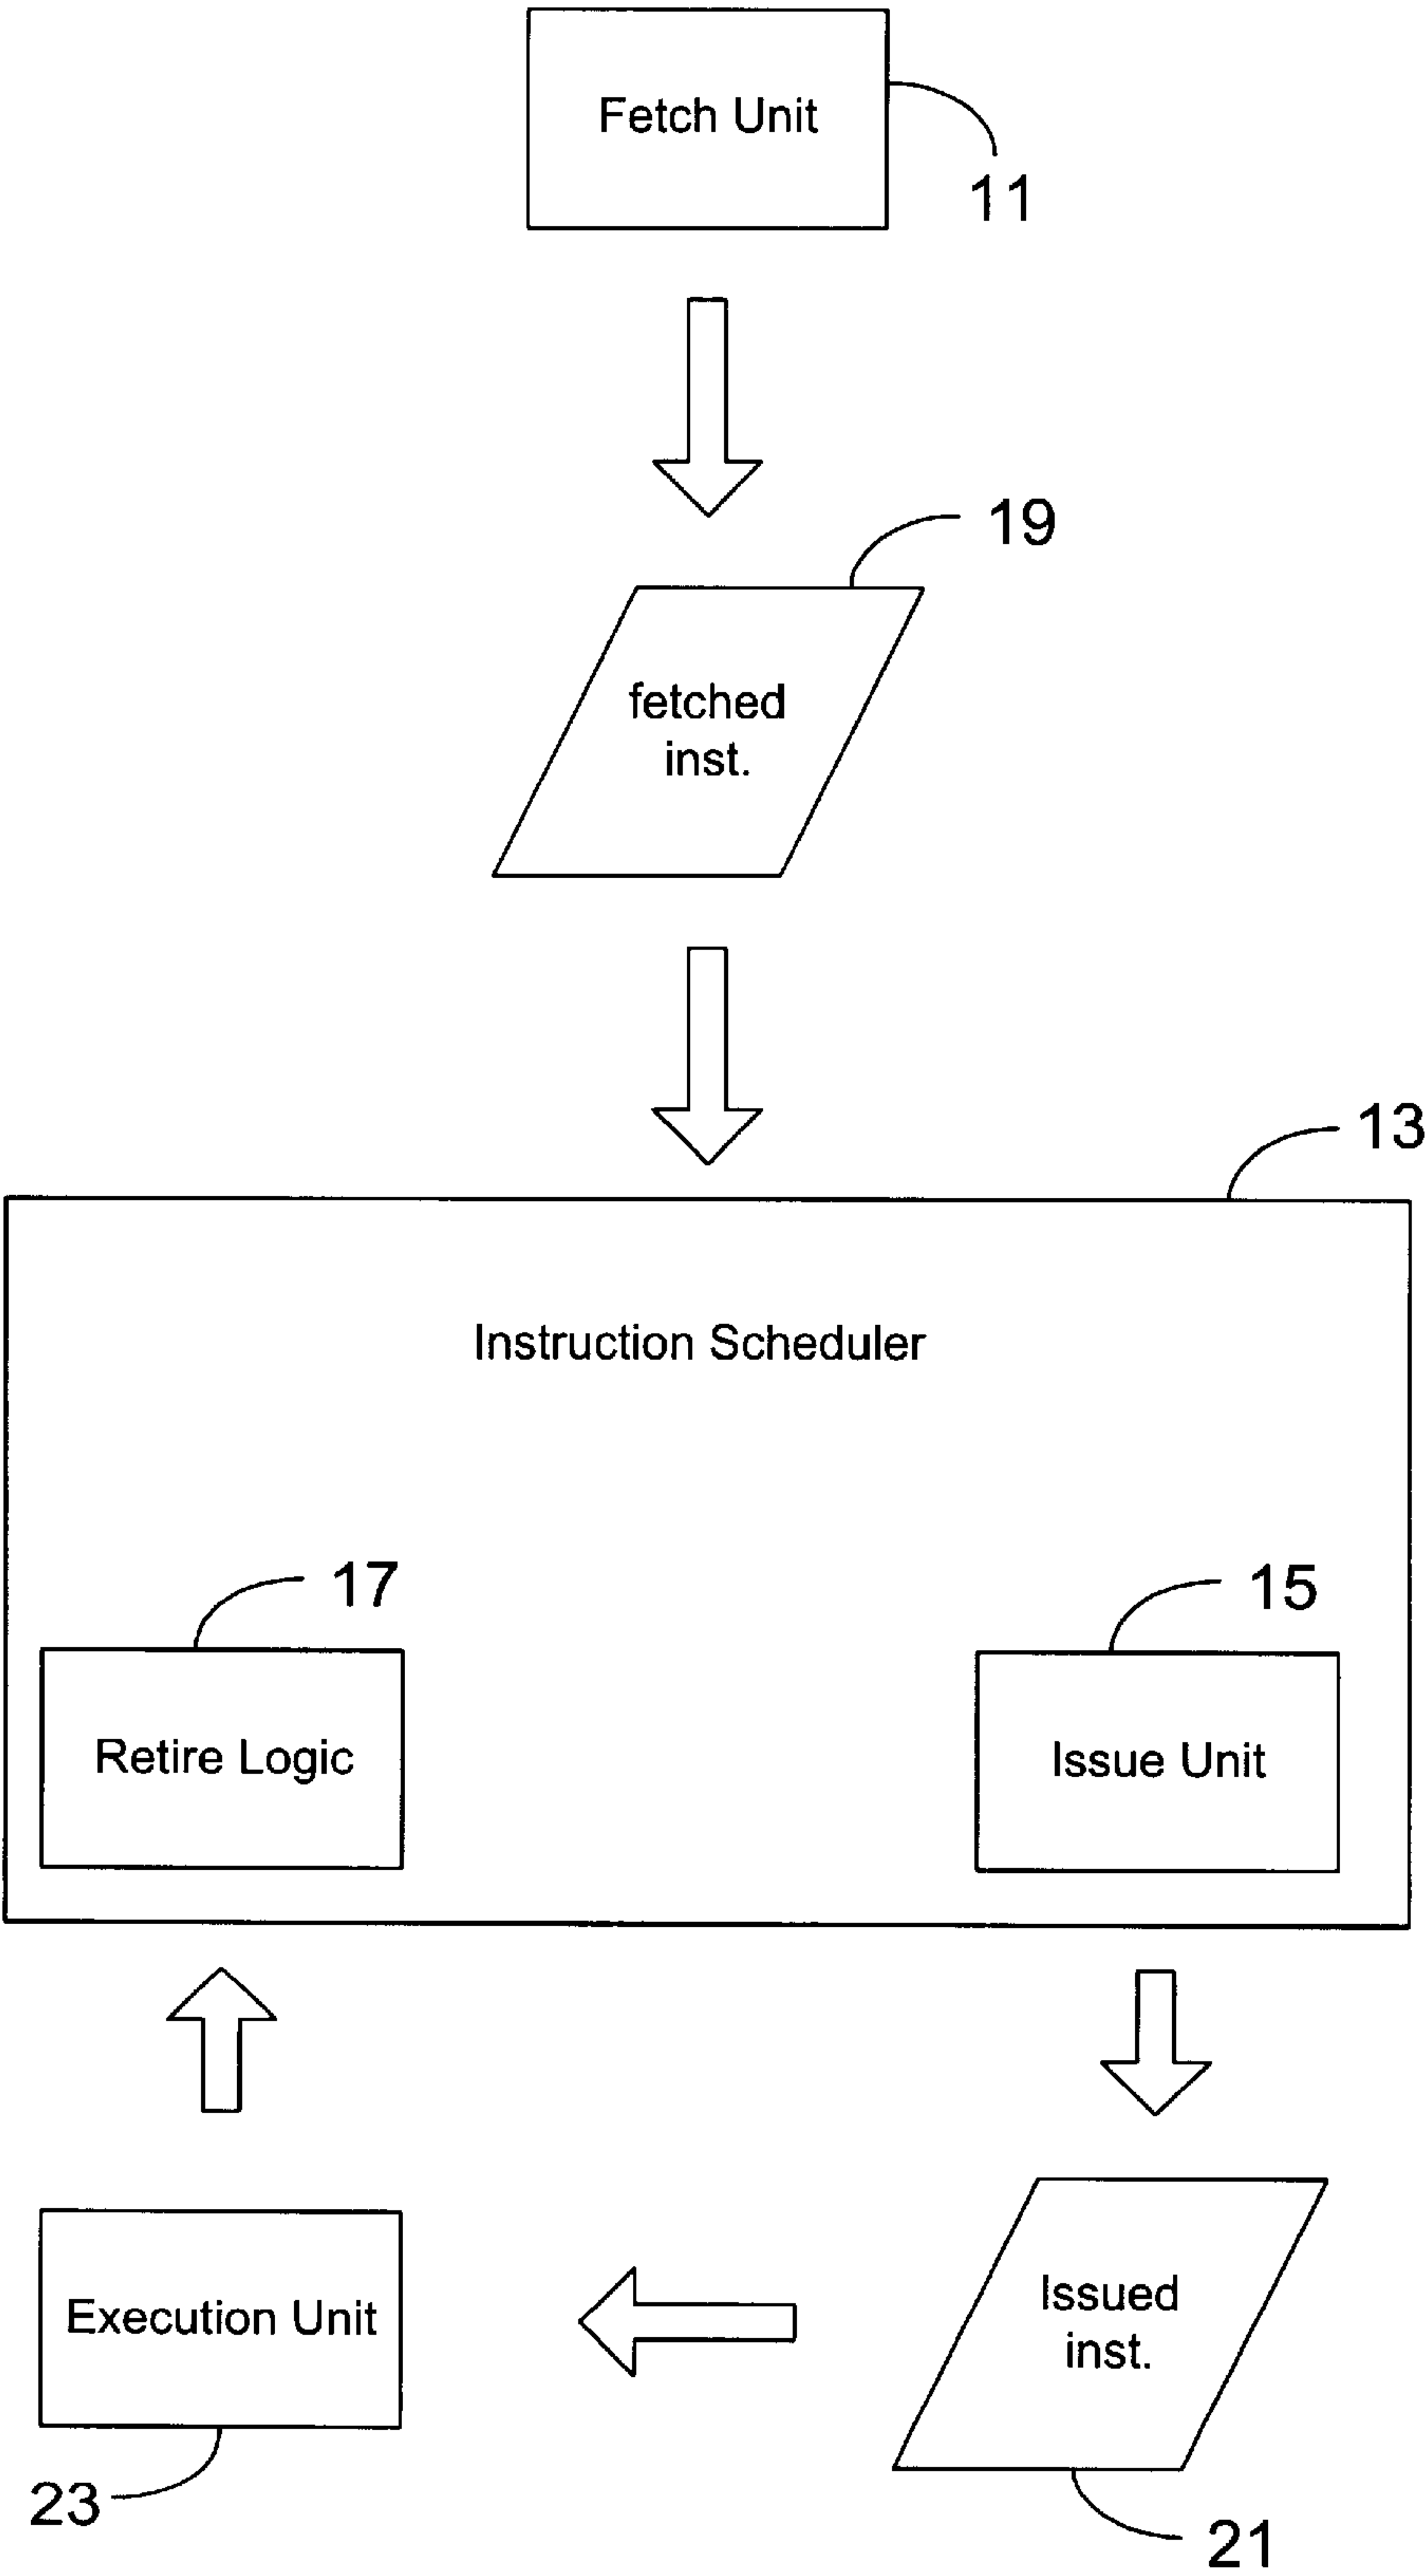 Fetch Unit
11
19
fetched
inst.
13
Instruction Scheduler
17
15
Retire Logic
Issue Unit
Execution Unit
Issued
inst.
23
21